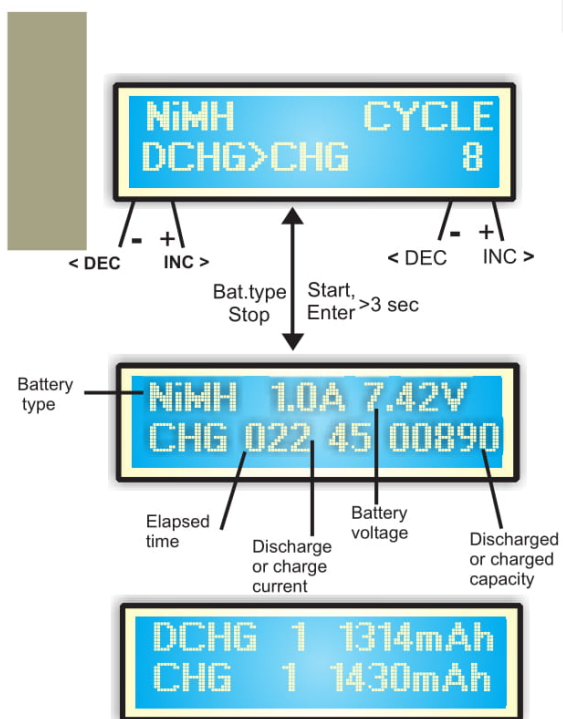 NiMH CYCLE
DCHG>CHG 8
- + - +
< DEC INC > < DEC INC >
Bat.type Start,
Stop Enter >3 sec
Battery
type
NiMH 1.0A 7.42V
CHG 022 45 00890
Elapsed
time
Discharge
or charge
current
Battery
voltage
Discharged
or charged
capacity
DCHG 1 1314mAh
CHG 1 1430mAh